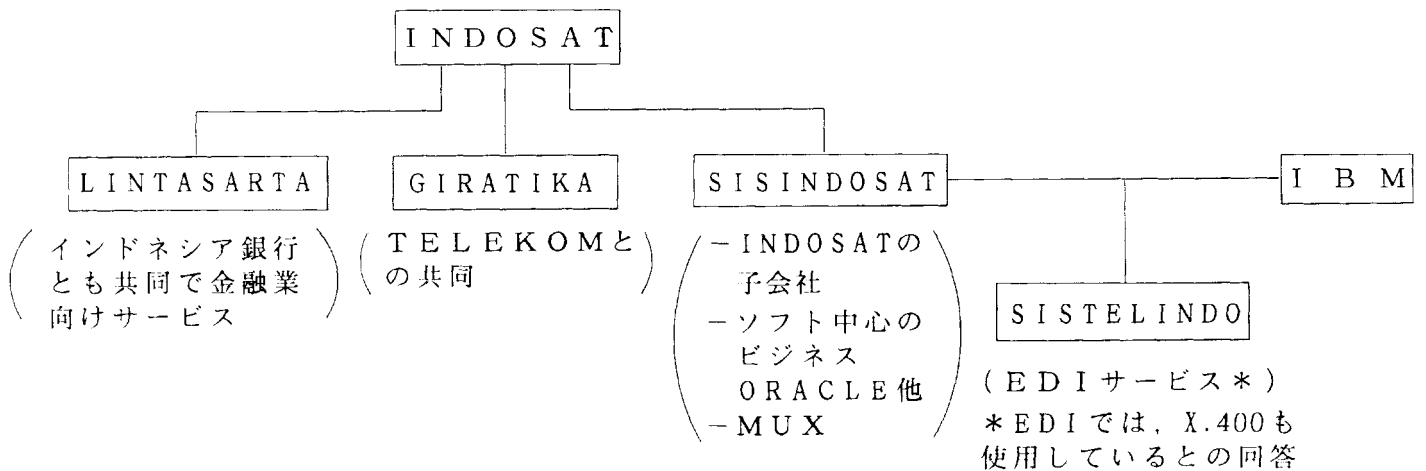 INDOSAT
LINTASARTA
GIRATIKA
SISINDOSAT
IBM
(インドネシア銀行
とも共同で金融業
向けサービス)
(TELEKOMと
の共同)
(-INDOSATの
子会社
-ソフト中心の
ビジネス
ORACLE他
-MUX)
SISTELINDO
(EDIサービス*)
*EDIでは,X.400も
使用しているとの回答